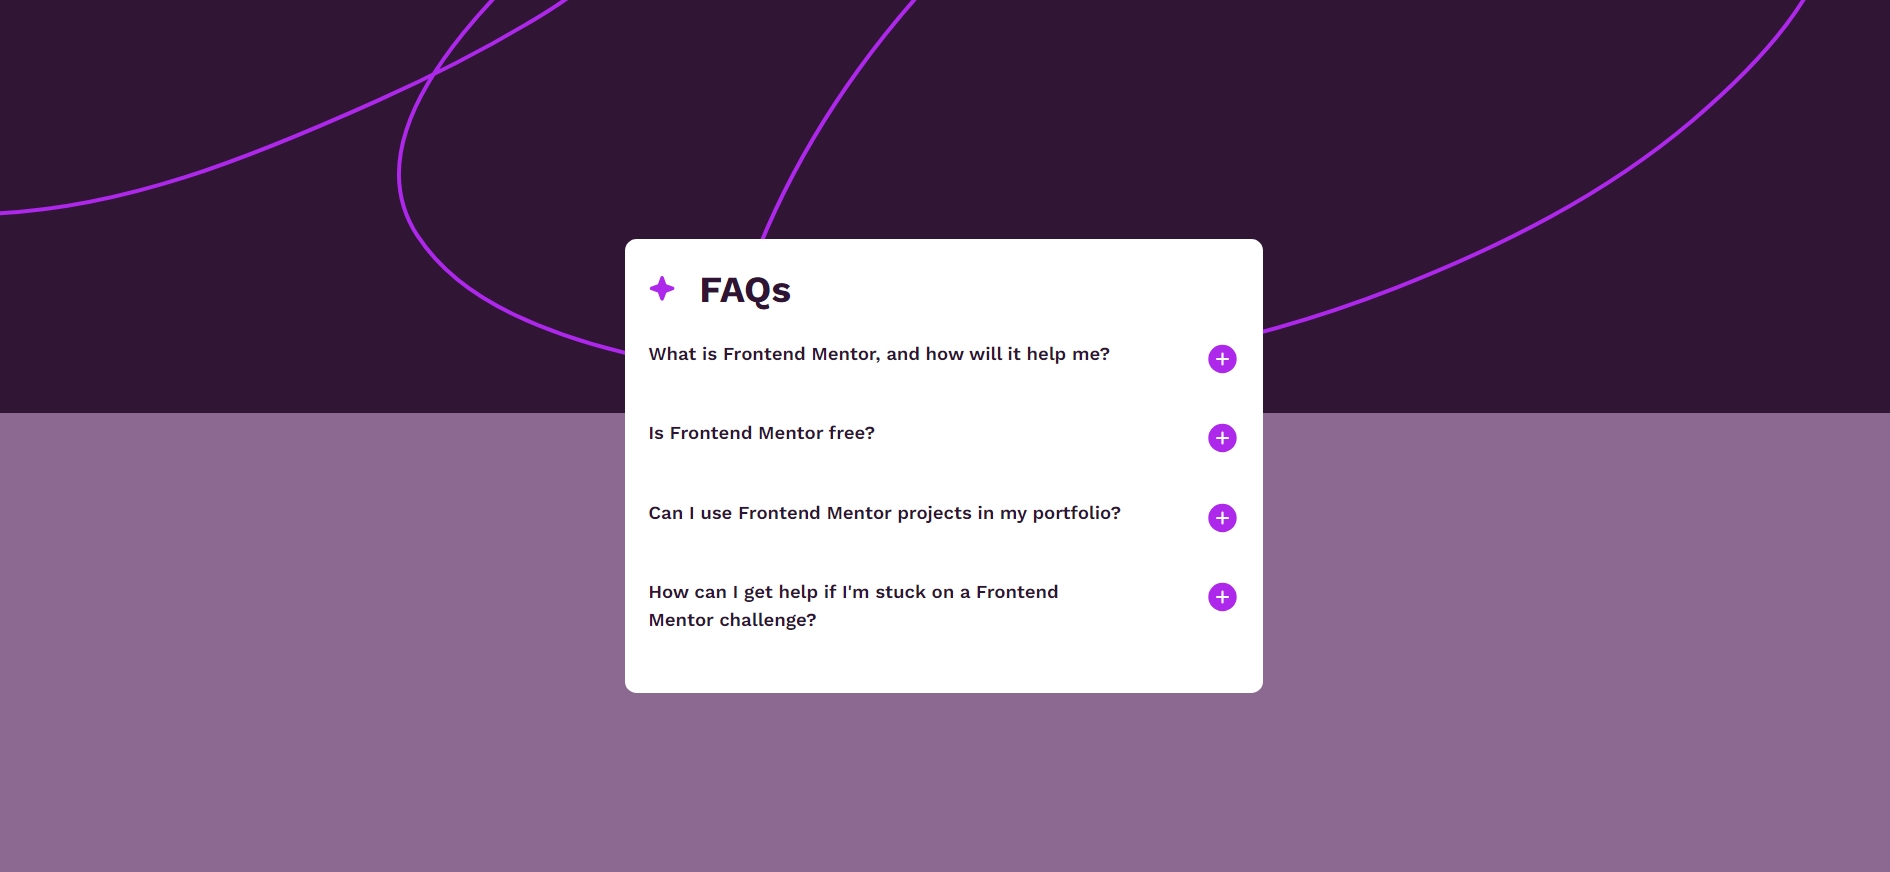 FAQs
What is Frontend Mentor, and how will it help me?
Is Frontend Mentor free?
Can I use Frontend Mentor projects in my portfolio?
How can I get help if I'm stuck on a Frontend
Mentor challenge?